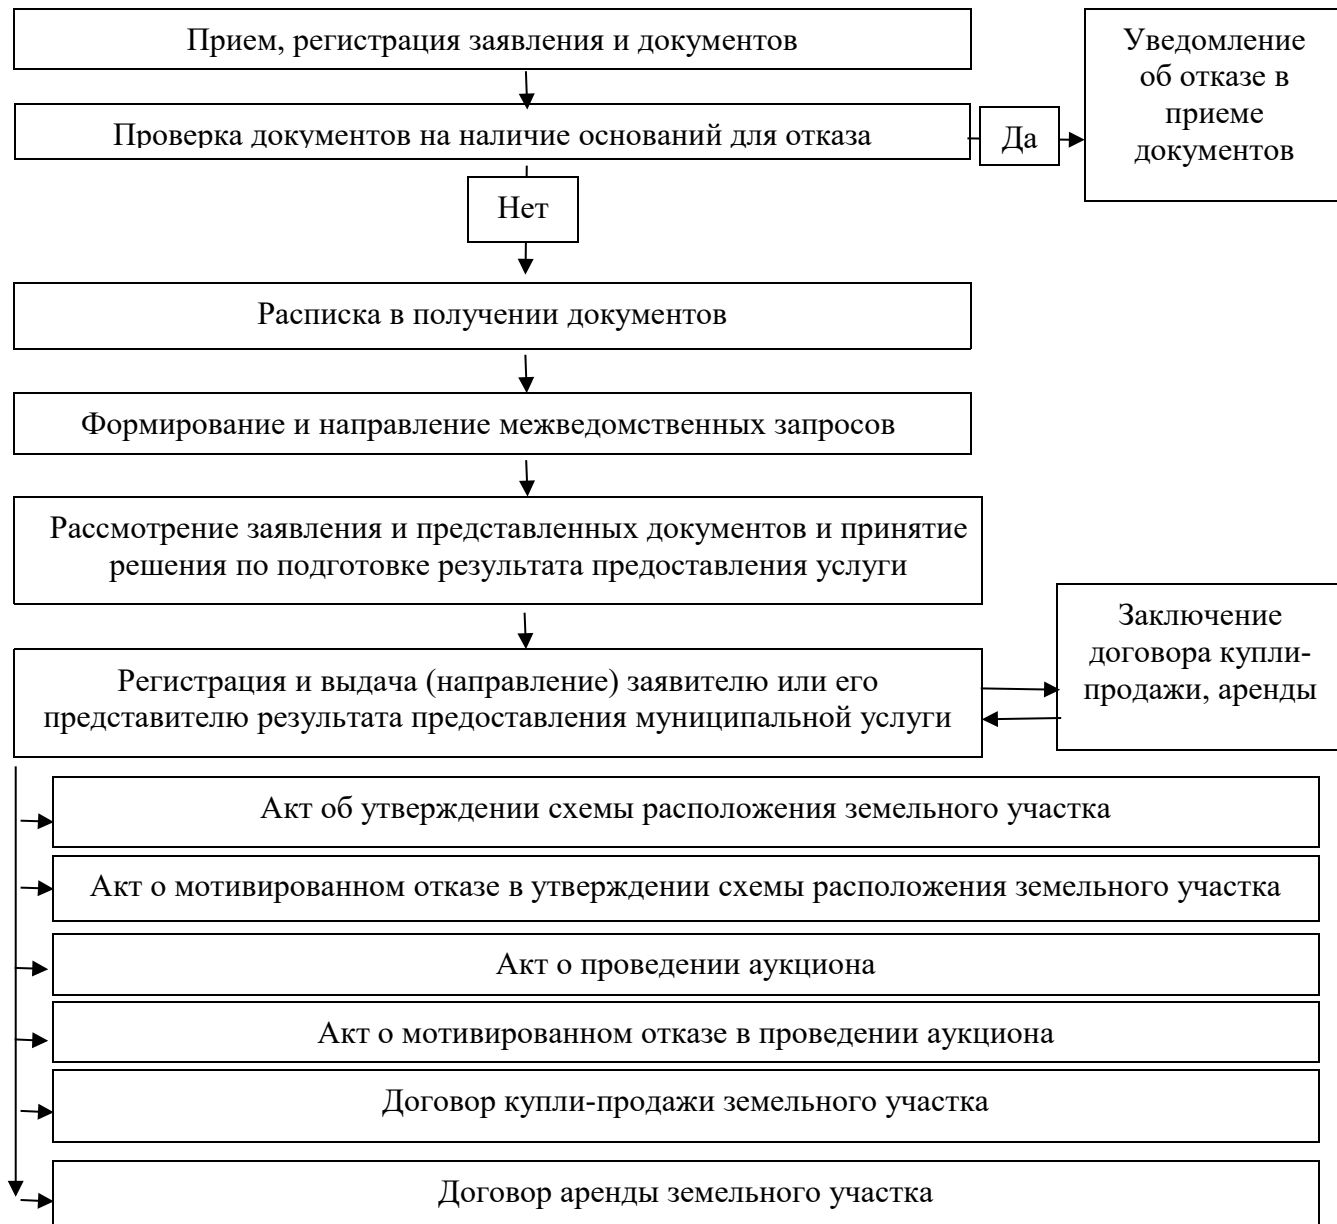 Прием, регистрация заявления и документов
Уведомление
об отказе в
приеме
документов
Проверка документов на наличие оснований для отказа
Да
Нет
Расписка в получении документов
Формирование и направление межведомственных запросов
Рассмотрение заявления и представленных документов и принятие
решения по подготовке результата предоставления услуги
Заключение
договора купли-
продажи, аренды
Регистрация и выдача (направление) заявителю или его
представителю результата предоставления муниципальной услуги
Акт об утверждении схемы расположения земельного участка
Акт о мотивированном отказе в утверждении схемы расположения земельного участка
Акт о проведении аукциона
Акт о мотивированном отказе в проведении аукциона
Договор купли-продажи земельного участка
Договор аренды земельного участка